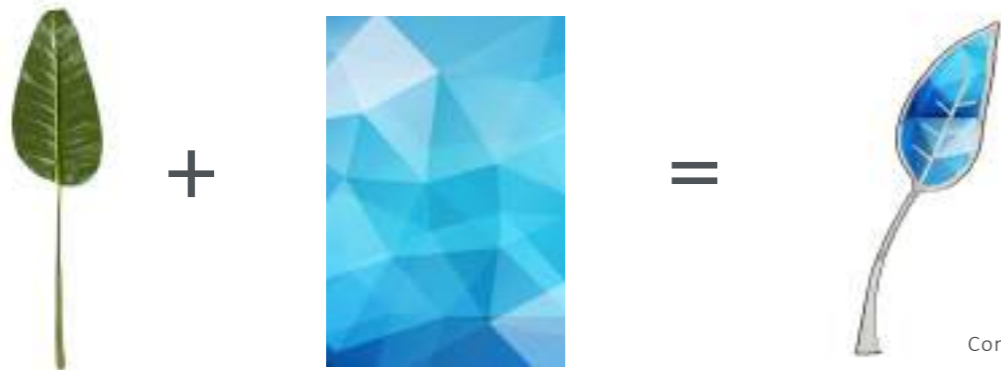 +
=
Cor